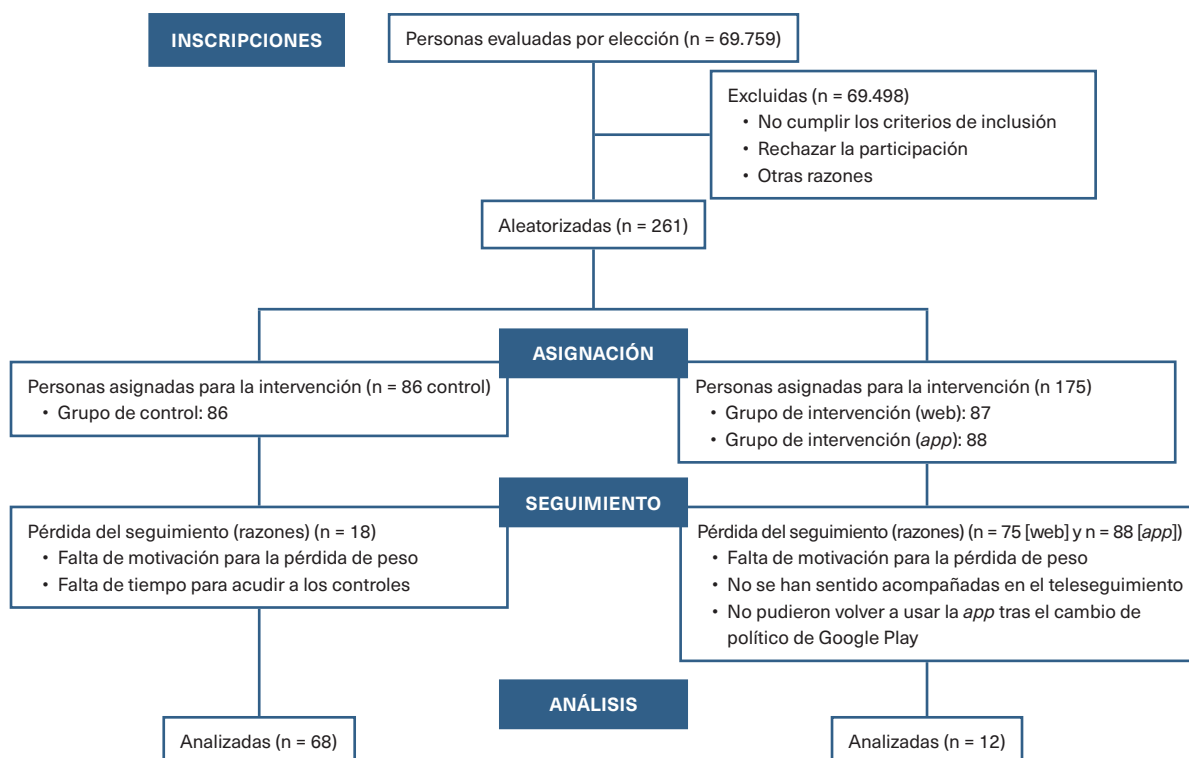 INSCRIPCIONES
Personas evaluadas por elección (n = 69.759)
Excluidas (n = 69.498)
• No cumplir los criterios de inclusión
• Rechazar la participación
• Otras razones
Aleatorizadas (n = 261)
ASIGNACIÓN
Personas asignadas para la intervención (n = 86 control)
• Grupo de control: 86
Personas asignadas para la intervención (n 175)
• Grupo de intervención (web): 87
• Grupo de intervención (app): 88
SEGUIMIENTO
Pérdida del seguimiento (razones) (n = 18)
• Falta de motivación para la pérdida de peso
• Falta de tiempo para acudir a los controles
Pérdida del seguimiento (razones) (n = 75 [web] y n = 88 [app])
• Falta de motivación para la pérdida de peso
• No se han sentido acompañadas en el teleseguimiento
• No pudieron volver a usar la app tras el cambio de
político de Google Play
ANÁLISIS
Analizadas (n = 68)
Analizadas (n = 12)